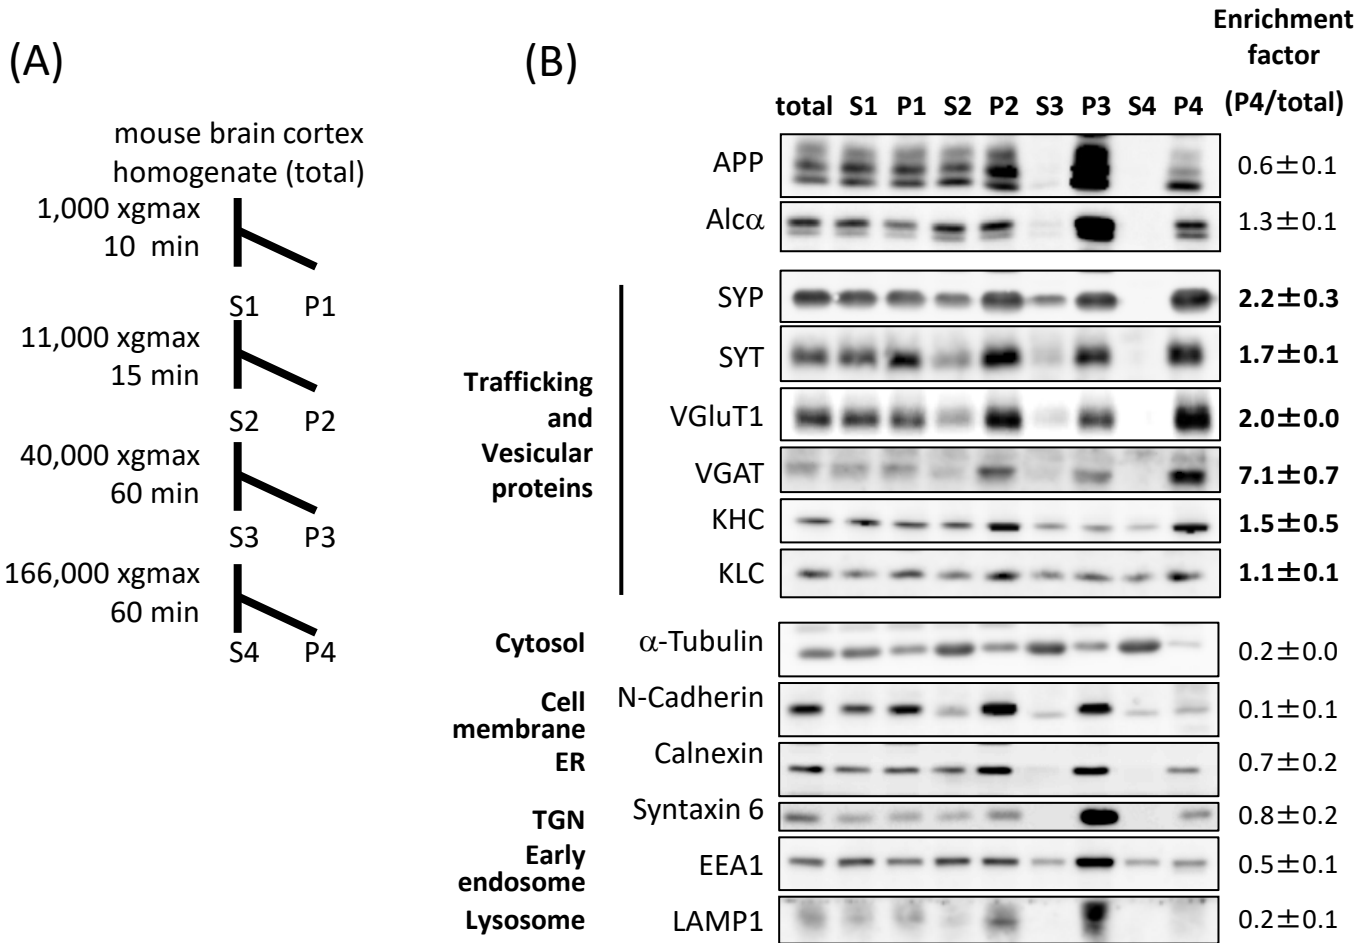 (A)
mouse brain cortex
homogenate (total)
1,000 xgmax
10 min
S1 P1
11,000 xgmax
15 min
S2 P2
40,000 xgmax
60 min
S3 P3
166,000 xgmax
60 min
S4 P4
(B)
Enrichment
factor
(P4/total)
total S1 P1 S2 P2 S3 P3 S4 P4
APP 0.6±0.1
Alcα 1.3±0.1
Trafficking
and
Vesicular
proteins
SYP 2.2±0.3
SYT 1.7±0.1
VGluT1 2.0±0.0
VGAT 7.1±0.7
KHC 1.5±0.5
KLC 1.1±0.1
Cytosol α-Tubulin 0.2±0.0
Cell
membrane
N-Cadherin 0.1±0.1
ER Calnexin 0.7±0.2
TGN Syntaxin 6 0.8±0.2
Early
endosome
EEA1 0.5±0.1
Lysosome LAMP1 0.2±0.1